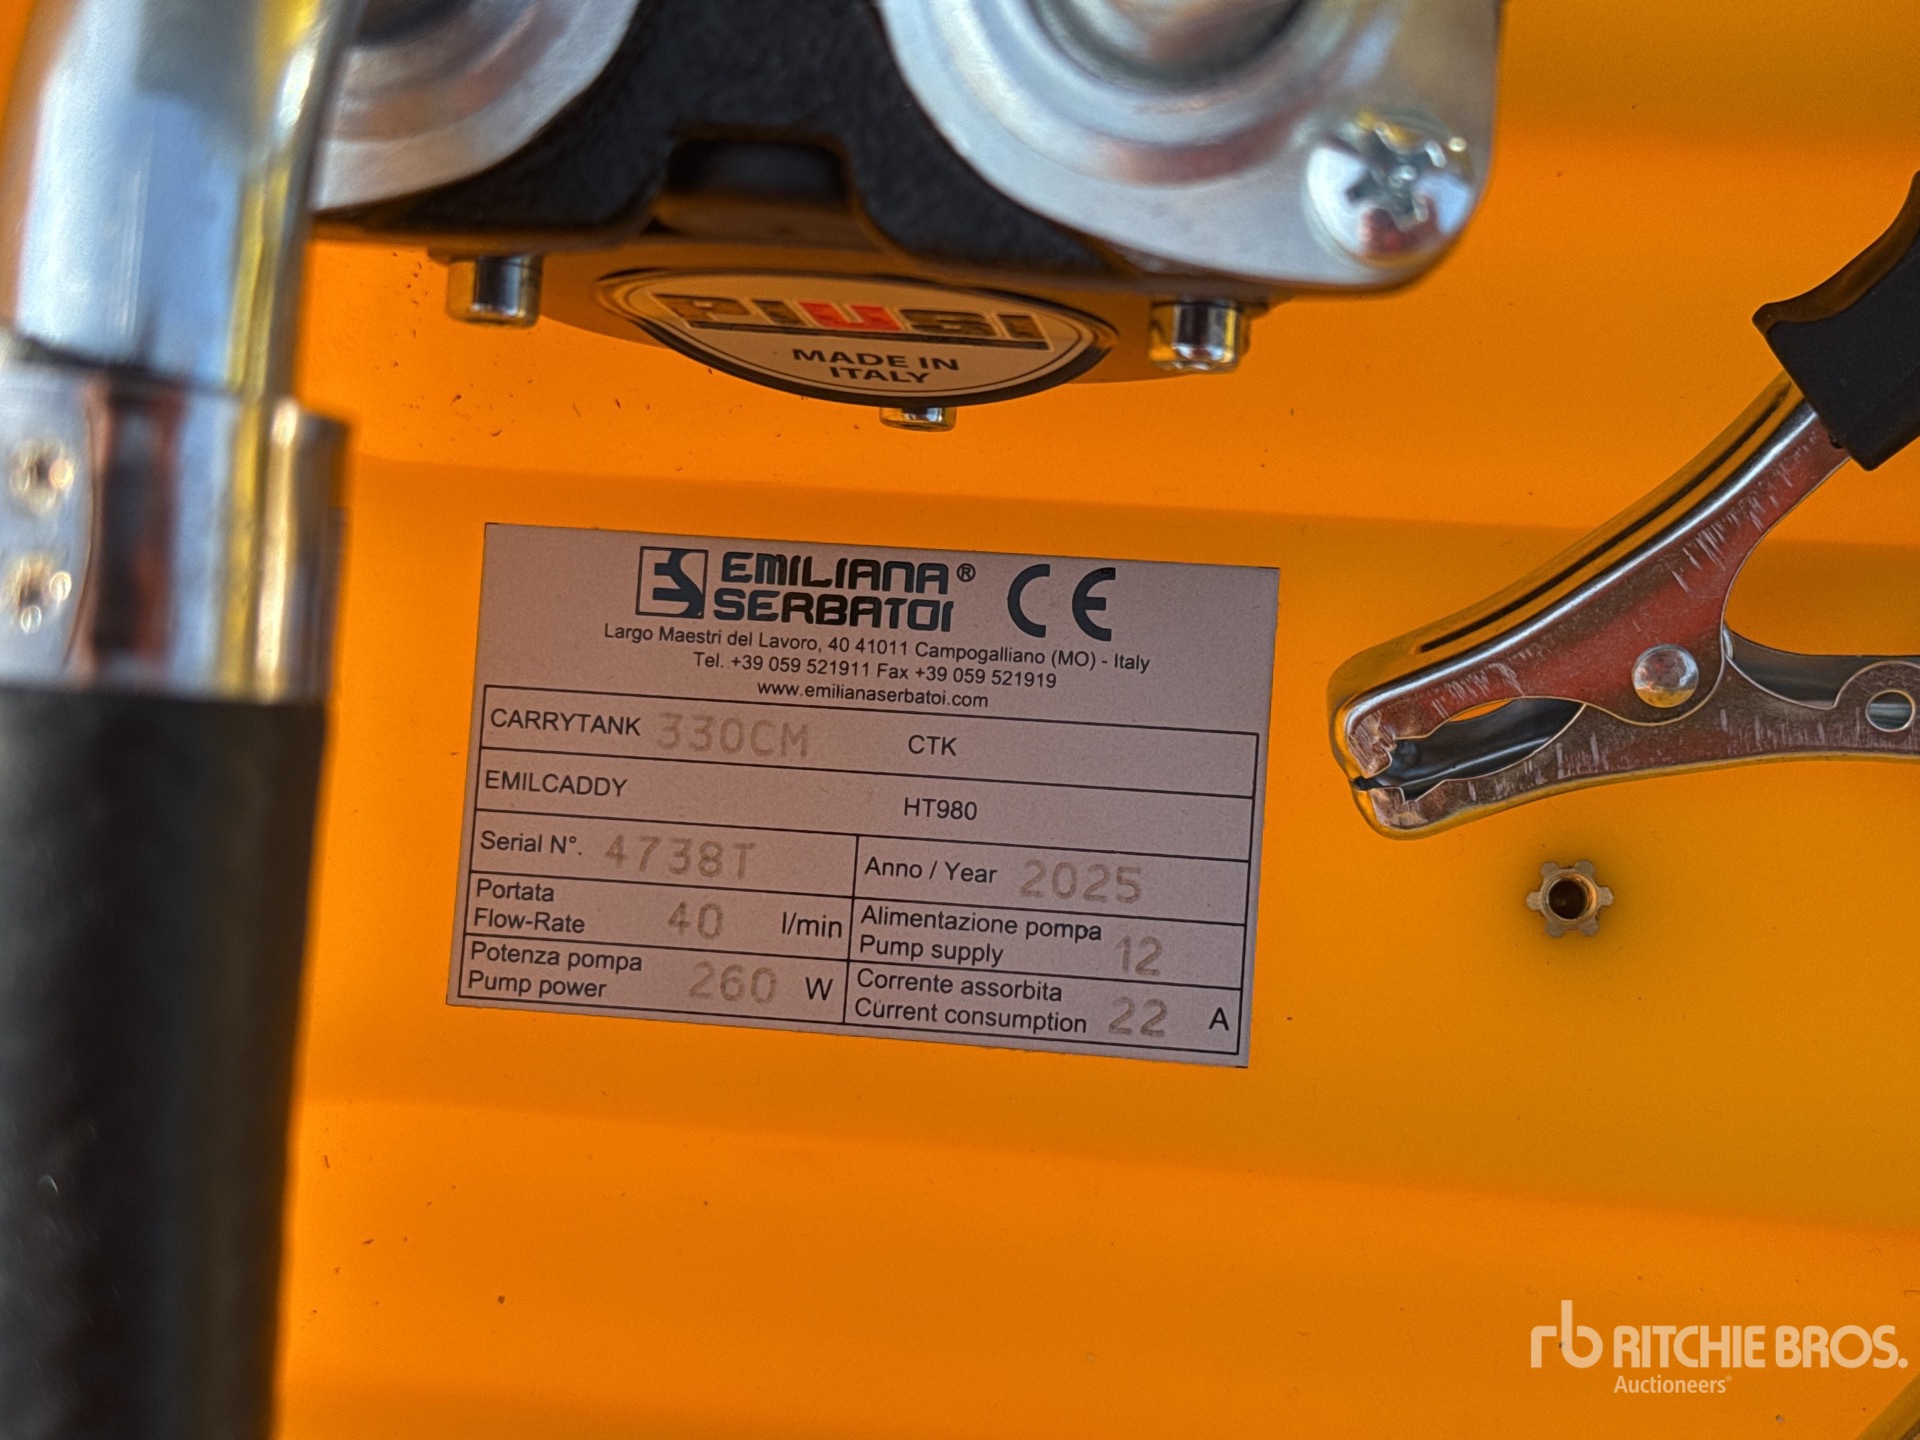 PIUSI
MADE IN
ITALY
EMILIANA®
SERBATOI
CE
Largo Maestri del Lavoro, 40 41011 Campogalliano (MO) - Italy
Tel. +39 059 521911 Fax +39 059 521919
www.emilianaserbatoi.com
CARRYTANK 330CM CTK
EMILCADDY HT980
Serial N°. 4738T Anno / Year 2025
Portata
Flow-Rate 40 l/min
Alimentazione pompa
Pump supply 12
Potenza pompa
Pump power 260 W
Corrente assorbita
Current consumption 22 A
rb RITCHIE BROS.
Auctioneers®